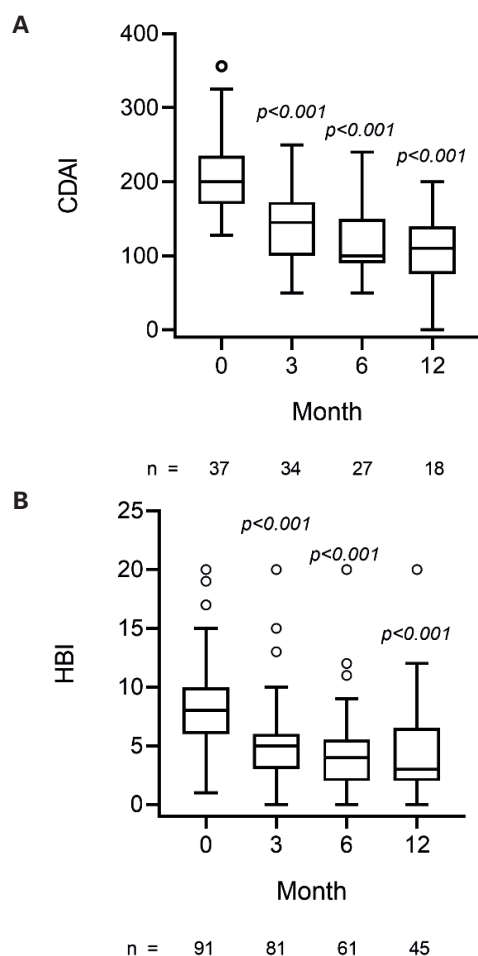 A
400
300
200
100
0
CDAI
p<0.001
p<0.001
p<0.001
0 3 6 12
Month
n = 37 34 27 18
B
25
20
15
10
5
0
HBI
p<0.001
p<0.001
p<0.001
0 3 6 12
Month
n = 91 81 61 45